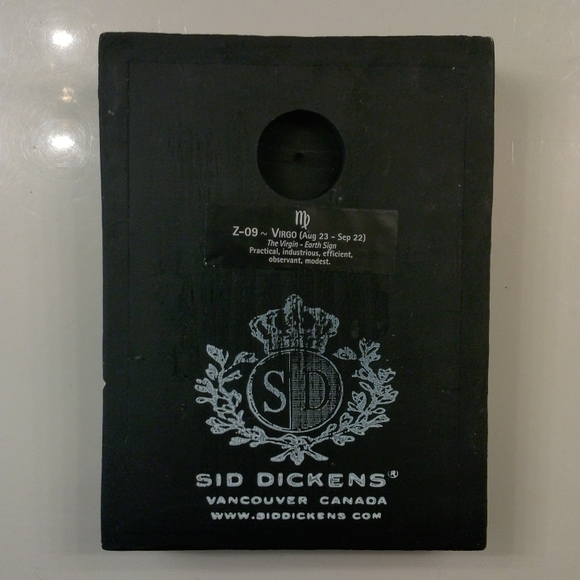 Z-09 ~ VIRGO (Aug 23 - Sep 22)
The Virgin - Earth Sign
Practical, industrious, efficient,
observant, modest.
S D
SID DICKENS®
VANCOUVER CANADA
WWW.SIDDICKENS.COM